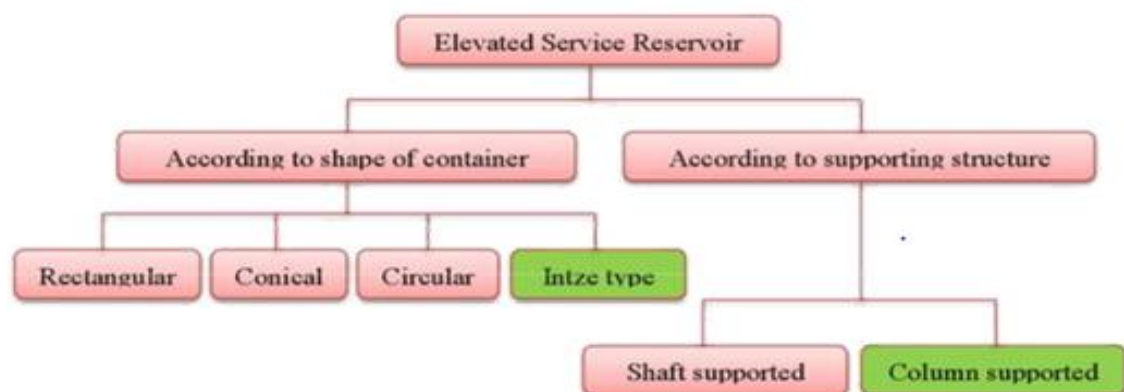 Elevated Service Reservoir
According to shape of container
According to supporting structure
Rectangular
Conical
Circular
Intze type
Shaft supported
Column supported